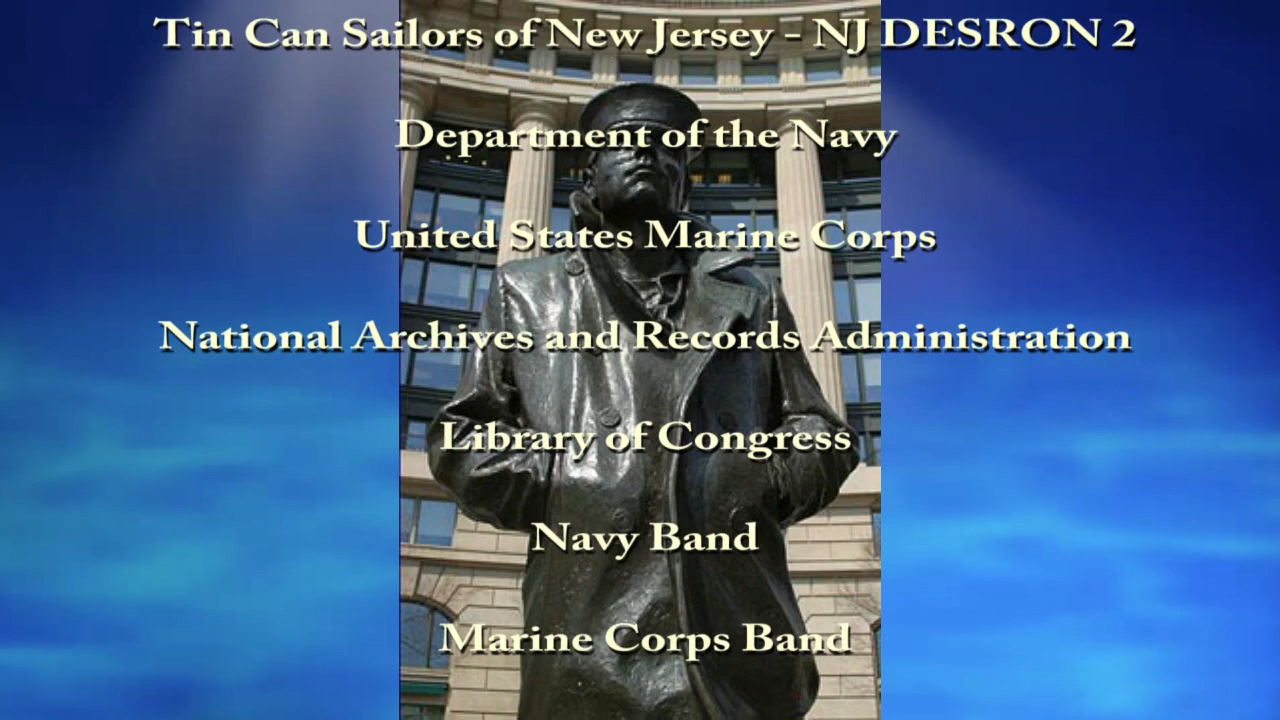 Tin Can Sailors of New Jersey - NJ DESRON 2
Department of the Navy
United States Marine Corps
National Archives and Records Administration
Library of Congress
Navy Band
Marine Corps Band